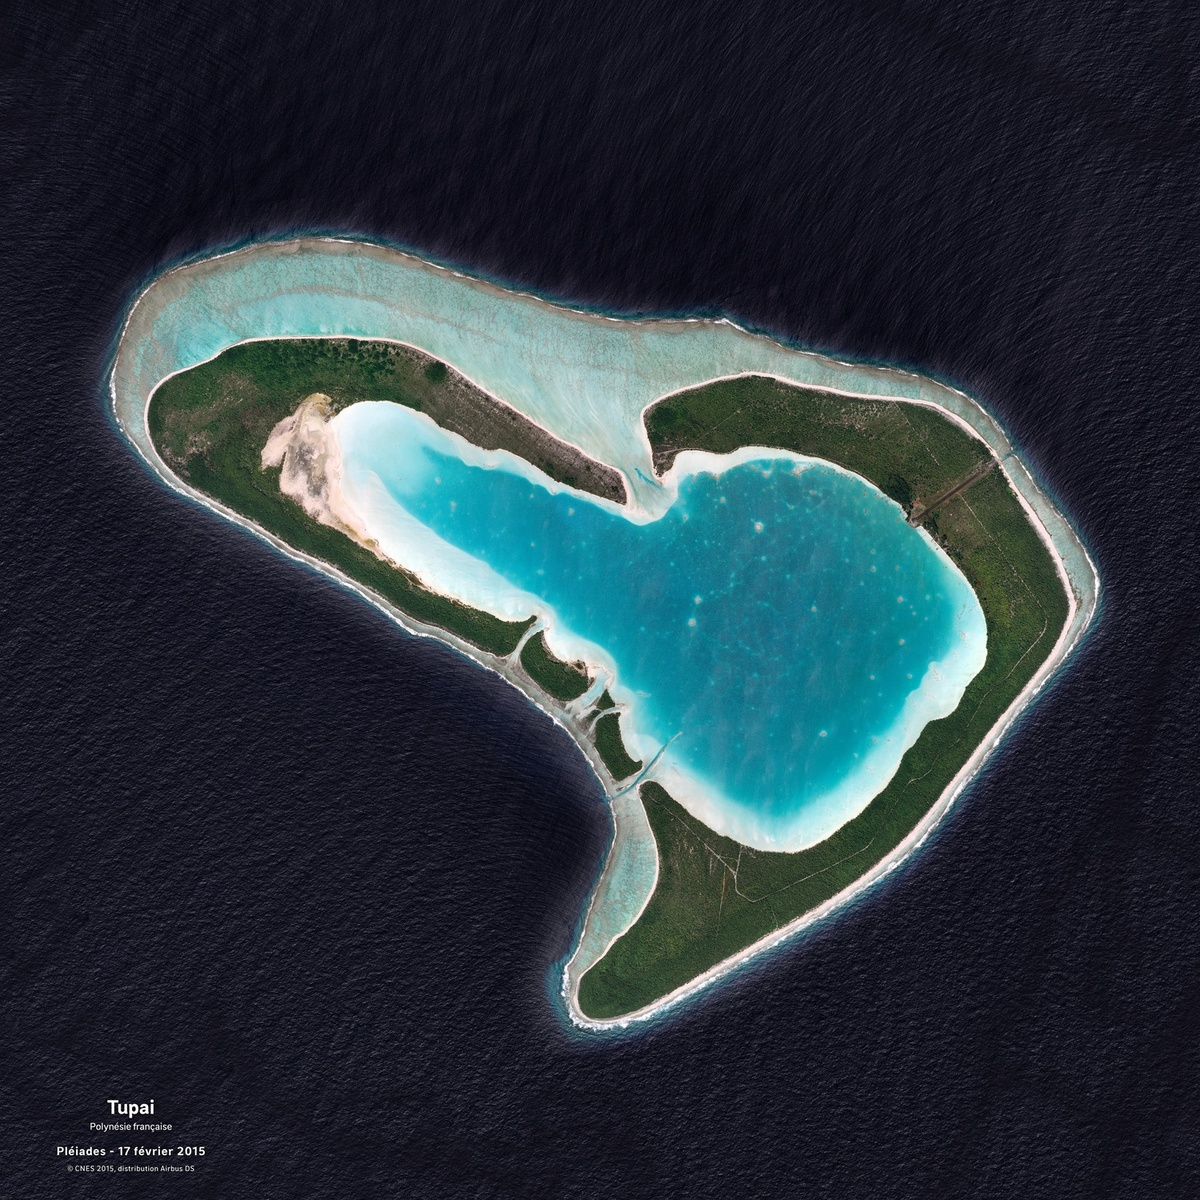 Tupai
Polynésie française
Pléiades - 17 février 2015
© CNES 2015, distribution Airbus DS